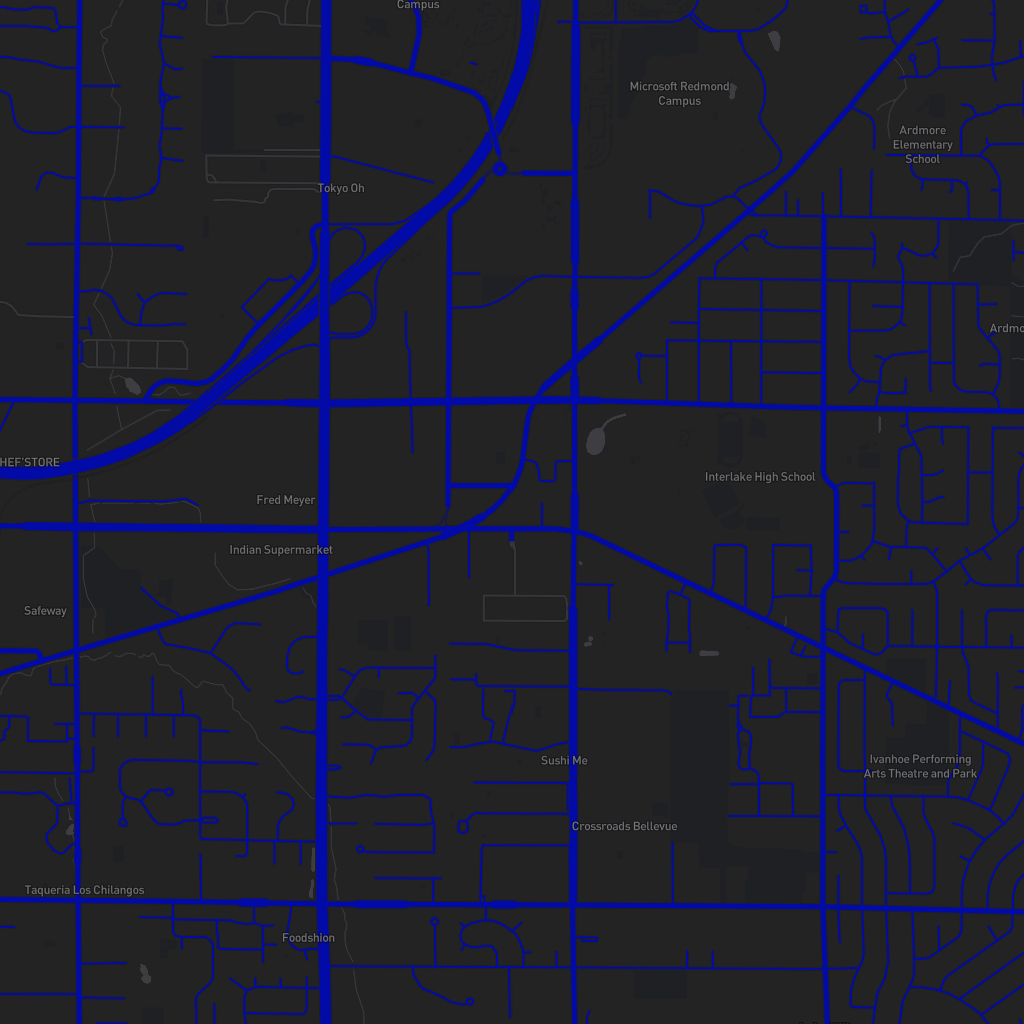 Campus
Microsoft Redmond
Campus
Ardmore
Elementary
School
Tokyo Oh
Ardmo
HEF'STORE
Interlake High School
Fred Meyer
Indian Supermarket
Safeway
Sushi Me
Ivanhoe Performing
Arts Theatre and Park
Crossroads Bellevue
Taqueria Los Chilangos
Foodshion